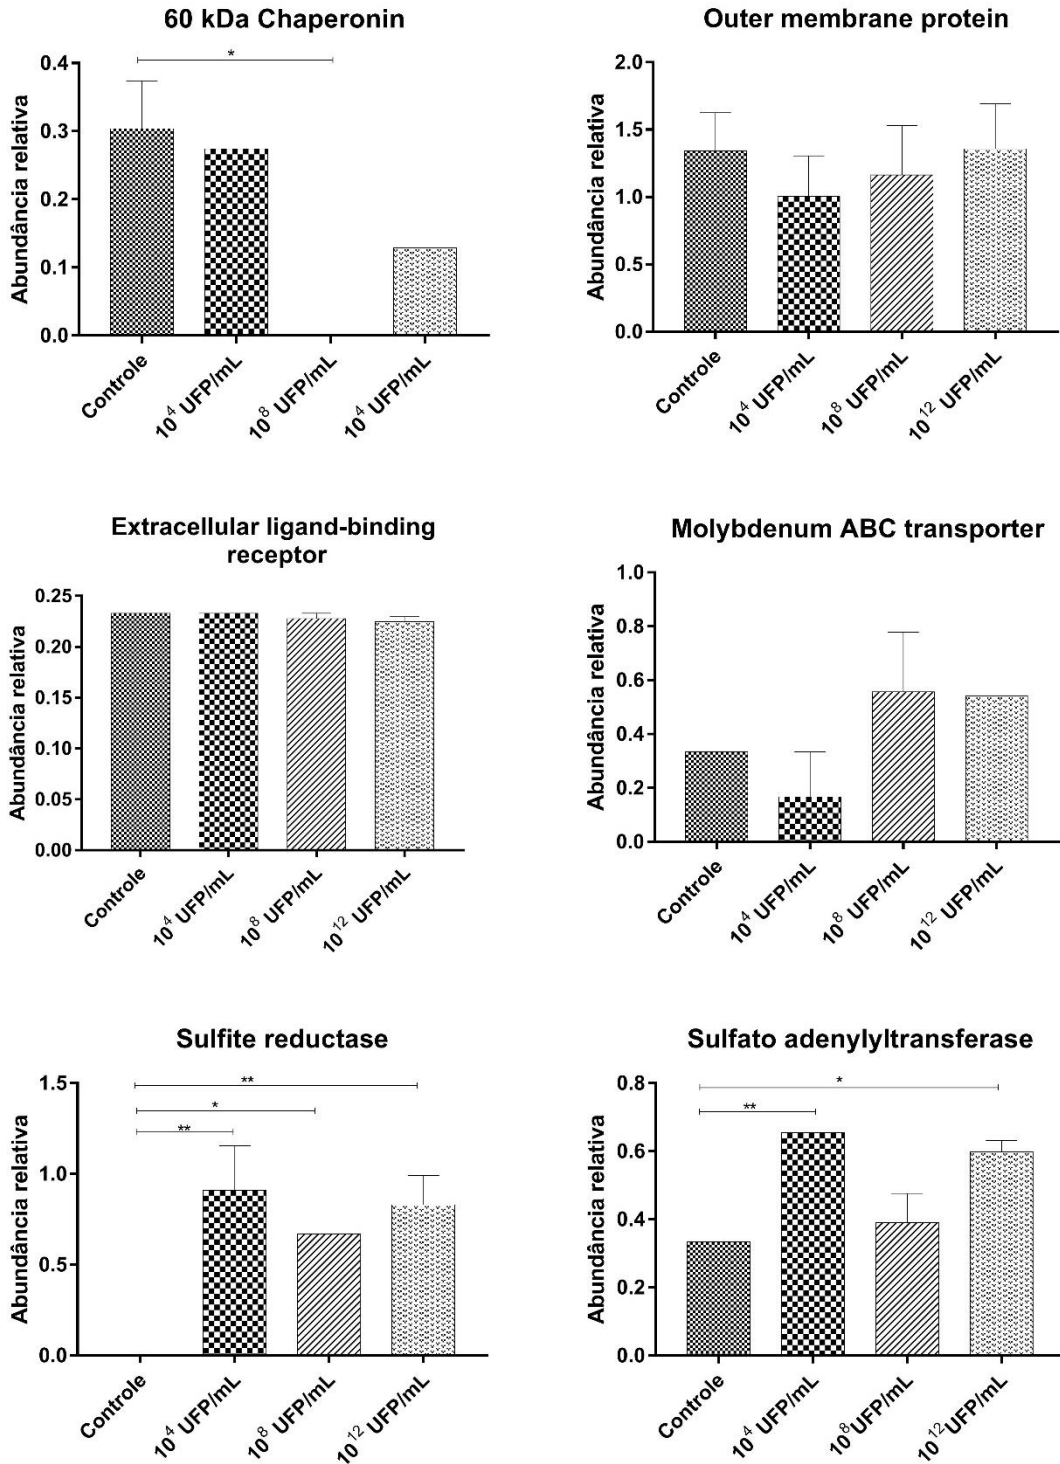 60 kDa Chaperonin
Abundância relativa
0.4
0.3
0.2
0.1
0.0
*
Controle
10⁴ UFP/mL
10⁸ UFP/mL
10⁴ UFP/mL
Outer membrane protein
Abundância relativa
2.0
1.5
1.0
0.5
0.0
Controle
10⁴ UFP/mL
10⁸ UFP/mL
10¹² UFP/mL
Extracellular ligand-binding
receptor
Abundância relativa
0.25
0.20
0.15
0.10
0.05
0.00
Controle
10⁴ UFP/mL
10⁸ UFP/mL
10¹² UFP/mL
Molybdenum ABC transporter
Abundância relativa
1.0
0.8
0.6
0.4
0.2
0.0
Controle
10⁴ UFP/mL
10⁸ UFP/mL
10¹² UFP/mL
Sulfite reductase
Abundância relativa
1.5
1.0
0.5
0.0
**
*
**
Controle
10⁴ UFP/mL
10⁸ UFP/mL
10¹² UFP/mL
Sulfato adenylyltransferase
Abundância relativa
0.8
0.6
0.4
0.2
0.0
*
**
Controle
10⁴ UFP/mL
10⁸ UFP/mL
10¹² UFP/mL